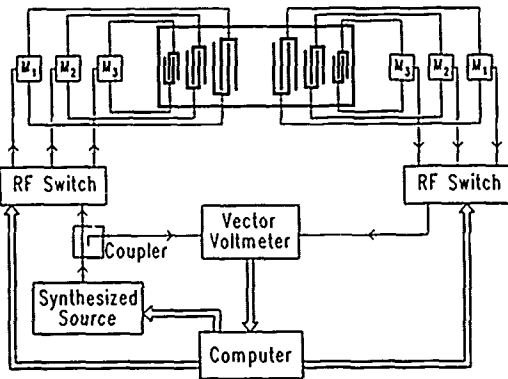 M1 M2 M3 M3 M2 M1
RF Switch RF Switch
Coupler
Vector
Voltmeter
Synthesized
Source
Computer